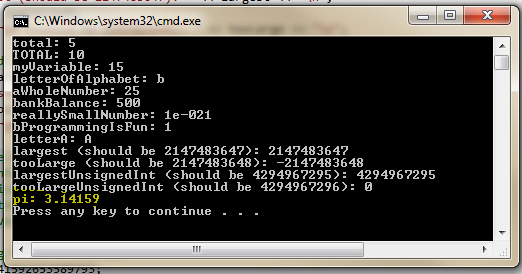 C:\Windows\system32\cmd.exe
total: 5
TOTAL: 10
myVariable: 15
letterOfAlphabet: b
aWholeNumber: 25
bankBalance: 500
reallySmallNumber: 1e-021
bProgrammingIsFun: 1
letterA: A
largest (should be 2147483647): 2147483647
tooLarge (should be 2147483648): -2147483648
largestUnsignedInt (should be 4294967295): 4294967295
tooLargeUnsignedInt (should be 4294967296): 0
pi: 3.14159
Press any key to continue . . .